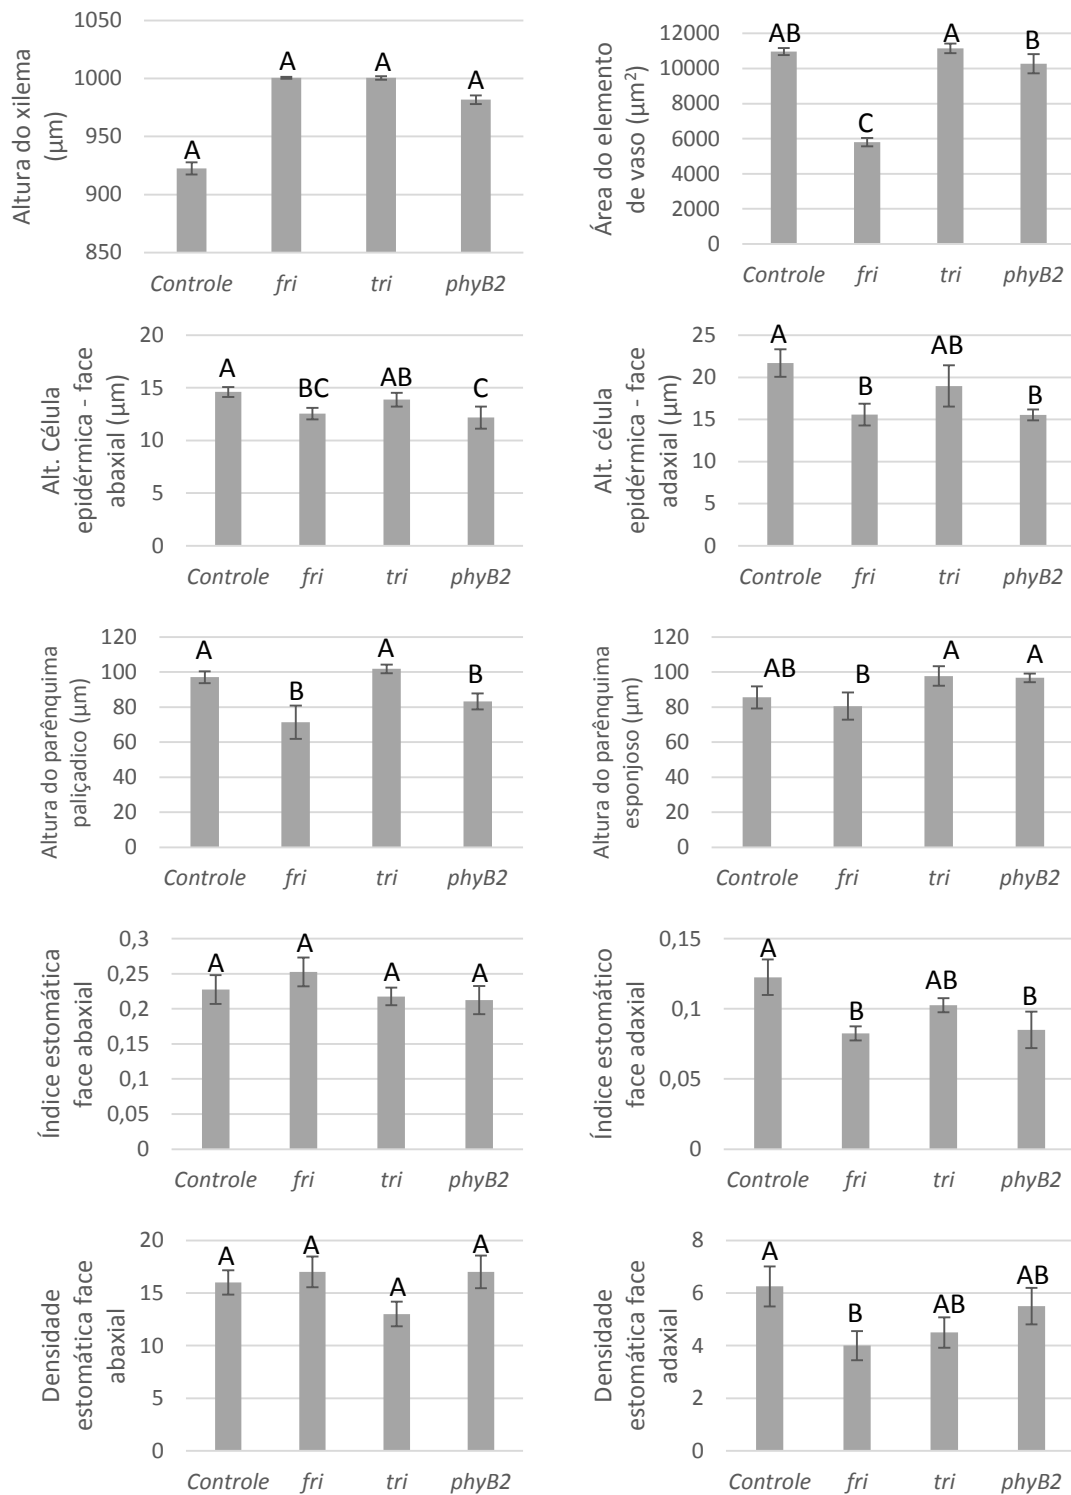 Altura do xilema
(µm)
1050
1000
950
900
850
A
A
A
A
Controle fri tri phyB2
Área do elemento
de vaso (µm²)
12000
10000
8000
6000
4000
2000
0
AB
C
A
B
Controle fri tri phyB2
Alt. Célula
epidérmica - face
abaxial (µm)
20
15
10
5
0
A
BC
AB
C
Controle fri tri phyB2
Alt. célula
epidérmica - face
adaxial (µm)
25
20
15
10
5
0
A
B
AB
B
Controle fri tri phyB2
Altura do parênquima
paliçadico (µm)
120
100
80
60
40
20
0
A
B
A
B
Controle fri tri phyB2
Altura do parênquima
esponjoso (µm)
120
100
80
60
40
20
0
AB
B
A
A
Controle fri tri phyB2
Índice estomática
face abaxial
0,3
0,25
0,2
0,15
0,1
0,05
0
A
A
A
A
Controle fri tri phyB2
Índice estomático
face adaxial
0,15
0,1
0,05
0
A
B
AB
B
Controle fri tri phyB2
Densidade
estomática face
abaxial
20
15
10
5
0
A
A
A
A
Controle fri tri phyB2
Densidade
estomática face
adaxial
8
6
4
2
0
A
B
AB
AB
Controle fri tri phyB2